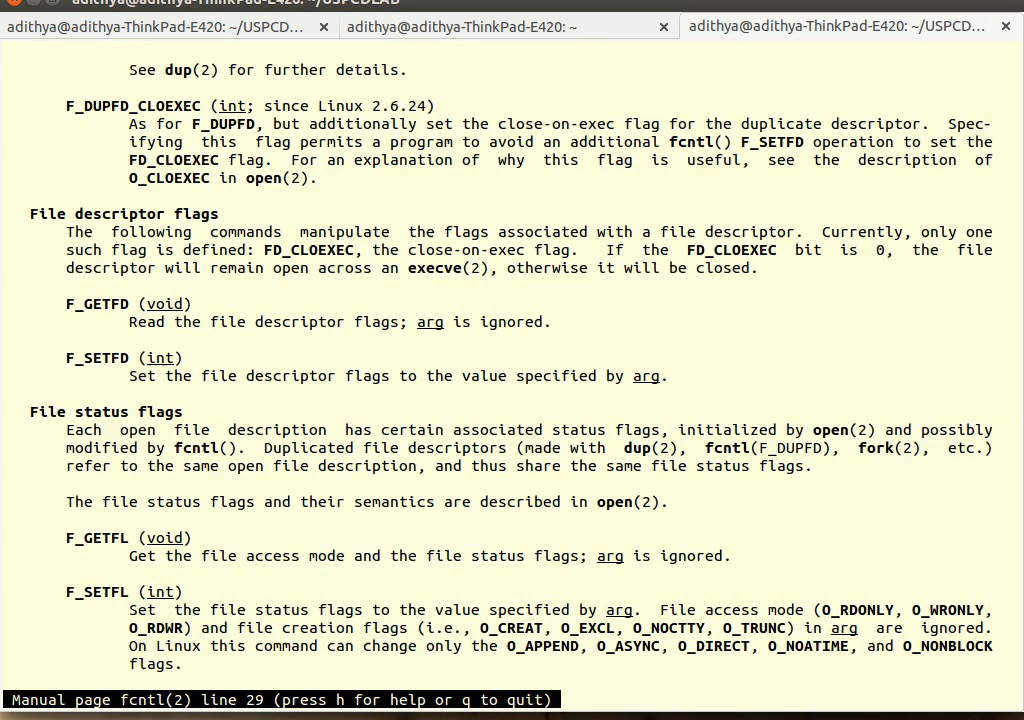 adithya@adithya-ThinkPad-E420: ~/USPCDLAB
adithya@adithya-ThinkPad-E420: ~/USPCD... × adithya@adithya-ThinkPad-E420: ~ × adithya@adithya-ThinkPad-E420: ~/USPCD... ×
See dup(2) for further details.
F_DUPFD_CLOEXEC (int; since Linux 2.6.24)
As for F_DUPFD, but additionally set the close-on-exec flag for the duplicate descriptor. Spec-
ifying this flag permits a program to avoid an additional fcntl() F_SETFD operation to set the
FD_CLOEXEC flag. For an explanation of why this flag is useful, see the description of
O_CLOEXEC in open(2).
File descriptor flags
The following commands manipulate the flags associated with a file descriptor. Currently, only one
such flag is defined: FD_CLOEXEC, the close-on-exec flag. If the FD_CLOEXEC bit is 0, the file
descriptor will remain open across an execve(2), otherwise it will be closed.
F_GETFD (void)
Read the file descriptor flags; arg is ignored.
F_SETFD (int)
Set the file descriptor flags to the value specified by arg.
File status flags
Each open file description has certain associated status flags, initialized by open(2) and possibly
modified by fcntl(). Duplicated file descriptors (made with dup(2), fcntl(F_DUPFD), fork(2), etc.)
refer to the same open file description, and thus share the same file status flags.
The file status flags and their semantics are described in open(2).
F_GETFL (void)
Get the file access mode and the file status flags; arg is ignored.
F_SETFL (int)
Set the file status flags to the value specified by arg. File access mode (O_RDONLY, O_WRONLY,
O_RDWR) and file creation flags (i.e., O_CREAT, O_EXCL, O_NOCTTY, O_TRUNC) in arg are ignored.
On Linux this command can change only the O_APPEND, O_ASYNC, O_DIRECT, O_NOATIME, and O_NONBLOCK
flags.
Manual page fcntl(2) line 29 (press h for help or q to quit)